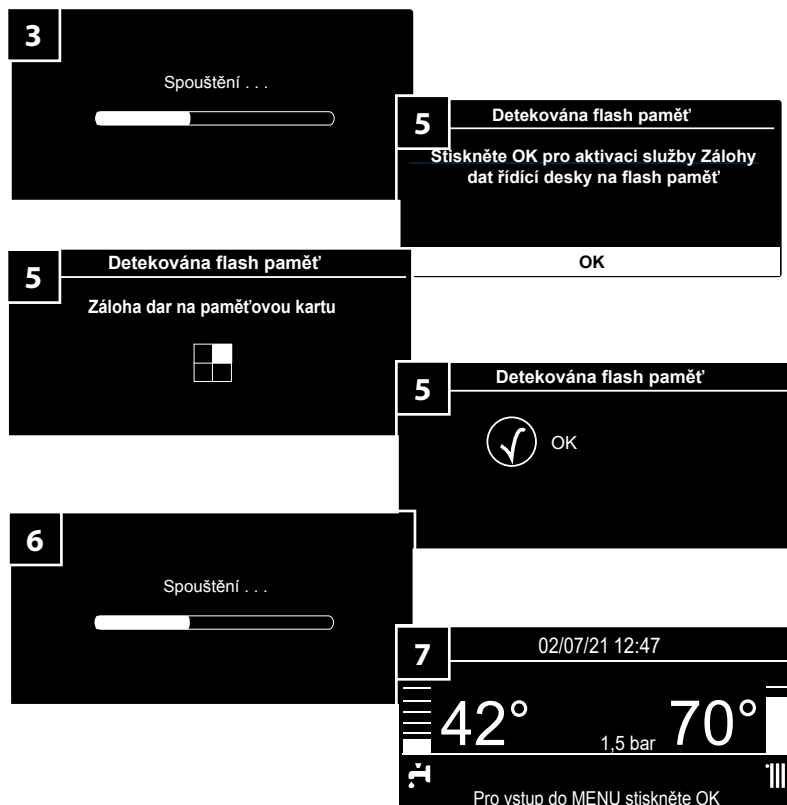 3
Spouštění . . .
5
Detekována flash paměť
Stiskněte OK pro aktivaci služby Zálohy
dat řídící desky na flash paměť
OK
5
Detekována flash paměť
Záloha dar na paměťovou kartu
5
Detekována flash paměť
OK
6
Spouštění . . .
7
02/07/21 12:47
42°
1,5 bar
70°
Pro vstup do MENU stiskněte OK